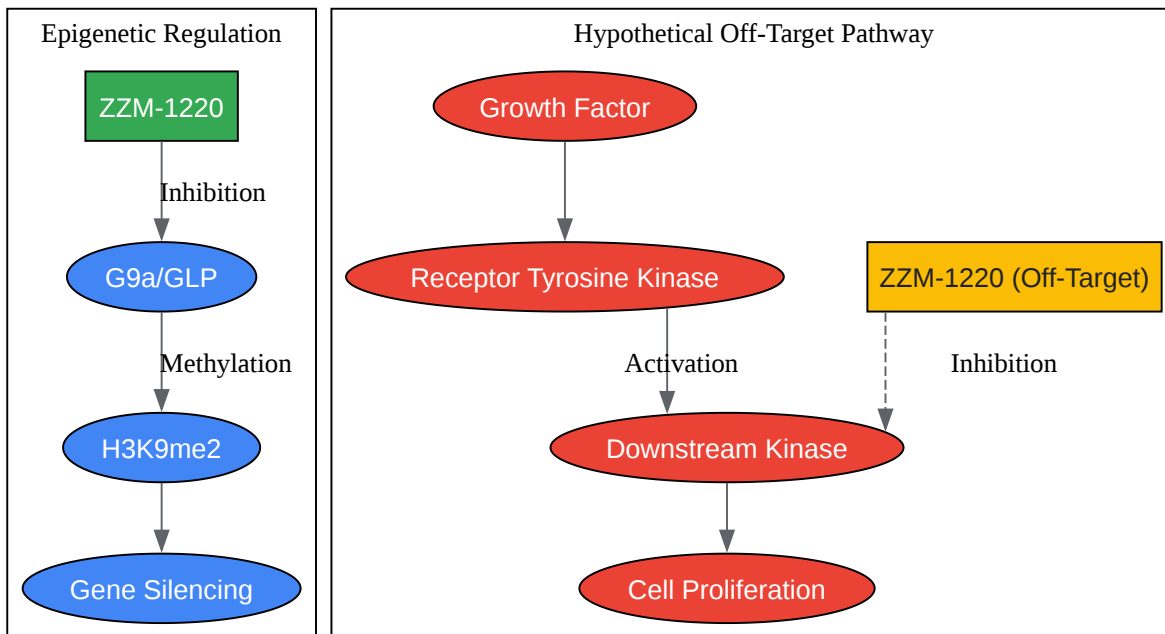 Epigenetic Regulation
ZZM-1220
Inhibition
G9a/GLP
Methylation
H3K9me2
Gene Silencing
Hypothetical Off-Target Pathway
Growth Factor
Receptor Tyrosine Kinase
ZZM-1220 (Off-Target)
Activation
Inhibition
Downstream Kinase
Cell Proliferation